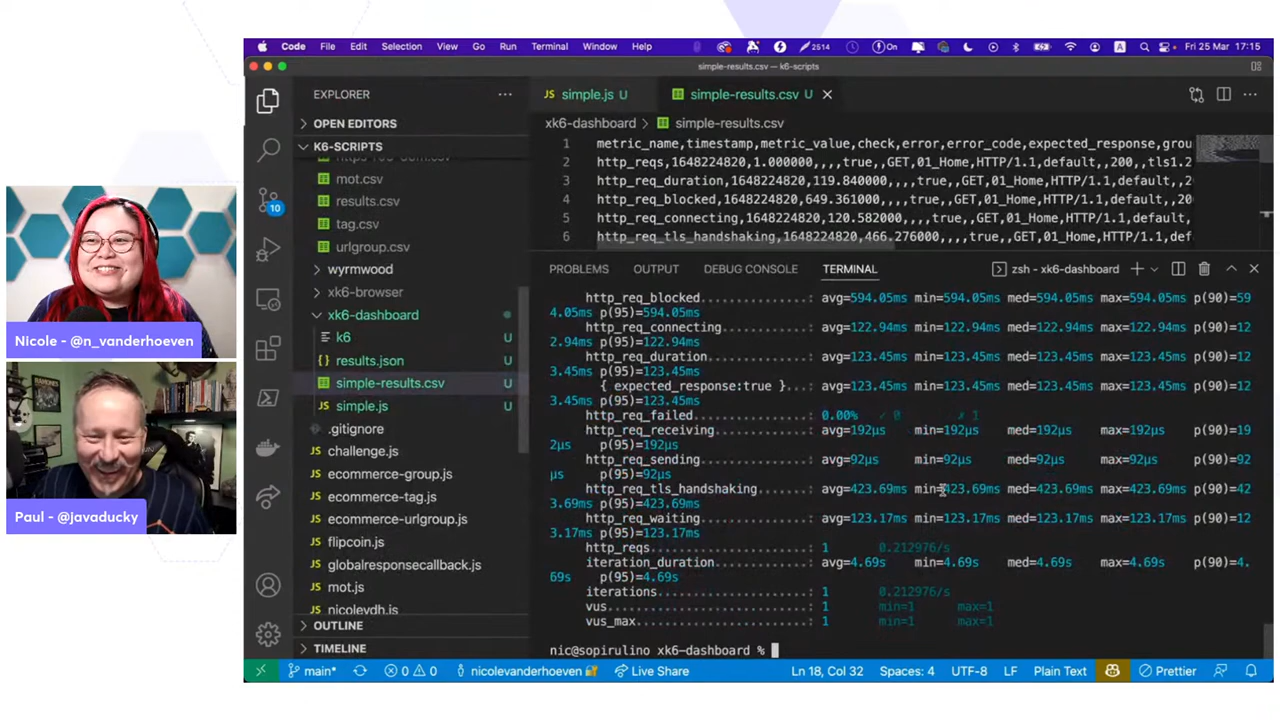 Code File Edit Selection View Go Run Terminal Window Help 2514 On A Fri 25 Mar 17:15
simple-results.csv — k6-scripts
EXPLORER
OPEN EDITORS
K6-SCRIPTS
mot.csv
results.csv
tag.csv
urlgroup.csv
wyrmwood
xk6-browser
xk6-dashboard
k6 U
results.json U
simple-results.csv U
simple.js U
.gitignore
challenge.js
ecommerce-group.js
ecommerce-tag.js
ecommerce-urlgroup.js
flipcoin.js
globalresponsecallback.js
mot.js
nicolevdh.js
OUTLINE
TIMELINE
10
JS simple.js U simple-results.csv U
xk6-dashboard > simple-results.csv
1 metric_name,timestamp,metric_value,check,error,error_code,expected_response,grou
2 http_reqs,1648224820,1.000000,,,,true,,GET,01_Home,HTTP/1.1,default,,200,,tls1.2
3 http_req_duration,1648224820,119.840000,,,,true,,GET,01_Home,HTTP/1.1,default,,2
4 http_req_blocked,1648224820,649.361000,,,,true,,GET,01_Home,HTTP/1.1,default,,20
5 http_req_connecting,1648224820,120.582000,,,,true,,GET,01_Home,HTTP/1.1,default,
6 http_req_tls_handshaking,1648224820,466.276000,,,,true,,GET,01_Home,HTTP/1.1,def
PROBLEMS OUTPUT DEBUG CONSOLE TERMINAL zsh - xk6-dashboard
http_req_blocked...............: avg=594.05ms min=594.05ms med=594.05ms max=594.05ms p(90)=59
4.05ms p(95)=594.05ms
http_req_connecting............: avg=122.94ms min=122.94ms med=122.94ms max=122.94ms p(90)=12
2.94ms p(95)=122.94ms
http_req_duration..............: avg=123.45ms min=123.45ms med=123.45ms max=123.45ms p(90)=12
3.45ms p(95)=123.45ms
{ expected_response:true }...: avg=123.45ms min=123.45ms med=123.45ms max=123.45ms p(90)=12
3.45ms p(95)=123.45ms
http_req_failed................: 0.00% ✓ 0 ✗ 1
http_req_receiving.............: avg=192µs min=192µs med=192µs max=192µs p(90)=19
2µs p(95)=192µs
http_req_sending...............: avg=92µs min=92µs med=92µs max=92µs p(90)=92
µs p(95)=92µs
http_req_tls_handshaking.......: avg=423.69ms min=423.69ms med=423.69ms max=423.69ms p(90)=42
3.69ms p(95)=423.69ms
http_req_waiting...............: avg=123.17ms min=123.17ms med=123.17ms max=123.17ms p(90)=12
3.17ms p(95)=123.17ms
http_reqs......................: 1 0.212976/s
iteration_duration.............: avg=4.69s min=4.69s med=4.69s max=4.69s p(90)=4.
69s p(95)=4.69s
iterations.....................: 1 0.212976/s
vus............................: 1 min=1 max=1
vus_max........................: 1 min=1 max=1
nic@sopirulino xk6-dashboard %
main* 0 0 nicolevanderhoeven Live Share Ln 18, Col 32 Spaces: 4 UTF-8 LF Plain Text Prettier
Nicole - @n_vanderhoeven
Paul - @javaducky